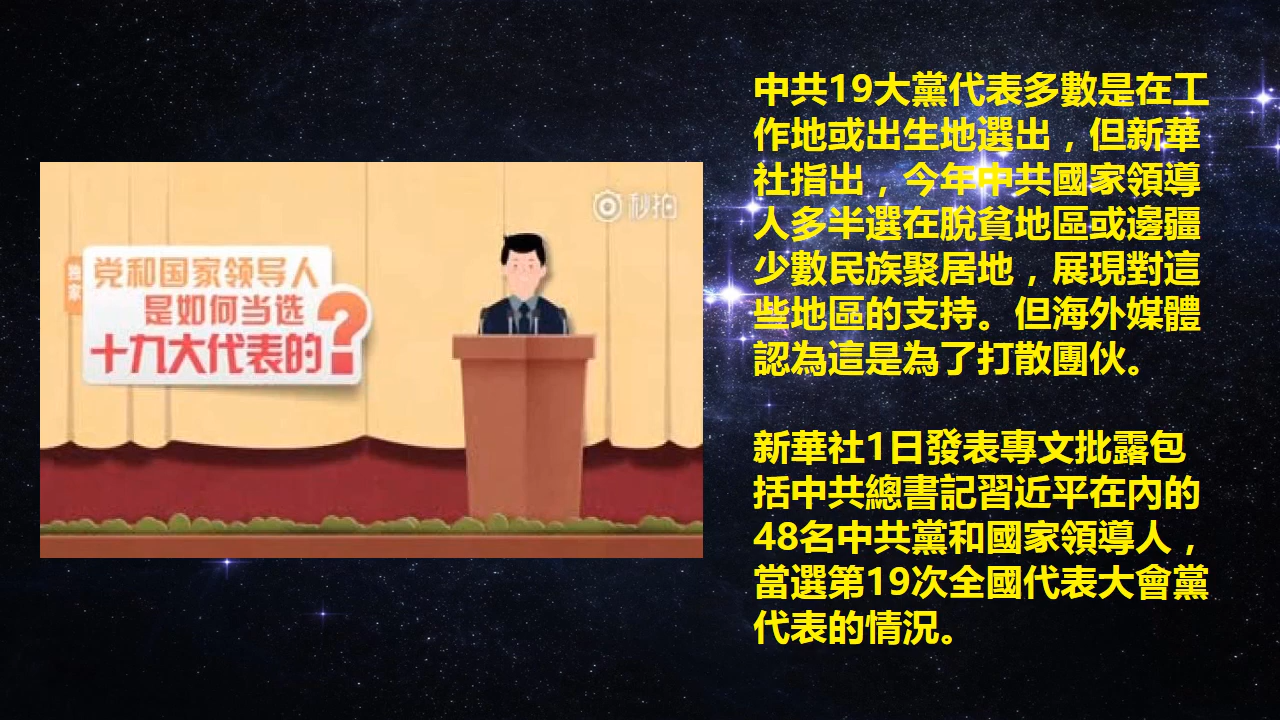 秒拍
独家
党和国家领导人
是如何当选
十九大代表的?
中共19大黨代表多數是在工
作地或出生地選出，但新華
社指出，今年中共國家領導
人多半選在脫貧地區或邊疆
少數民族聚居地，展現對這
些地區的支持。但海外媒體
認為這是為了打散團伙。
新華社1日發表專文批露包
括中共總書記習近平在內的
48名中共黨和國家領導人，
當選第19次全國代表大會黨
代表的情況。